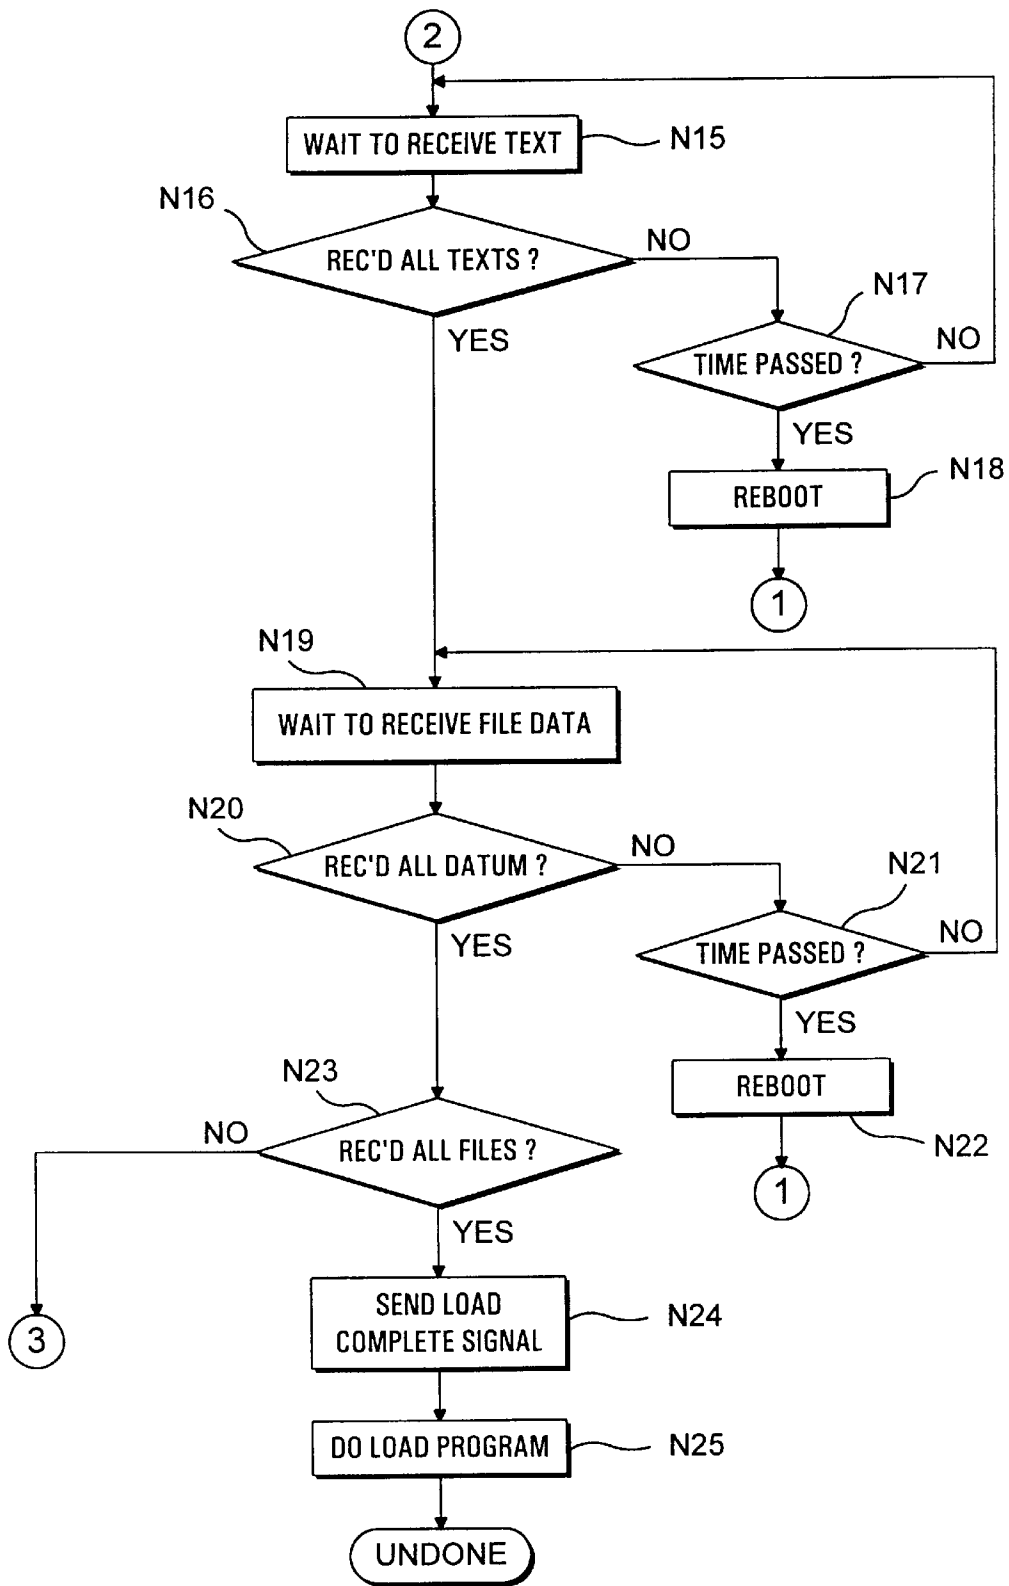 2
WAIT TO RECEIVE TEXT
N15
N16
REC'D ALL TEXTS ?
NO
N17
YES
TIME PASSED ?
NO
YES
N18
REBOOT
1
N19
WAIT TO RECEIVE FILE DATA
N20
REC'D ALL DATUM ?
NO
N21
YES
TIME PASSED ?
NO
YES
N23
REBOOT
NO
REC'D ALL FILES ?
N22
1
YES
SEND LOAD
COMPLETE SIGNAL
N24
3
DO LOAD PROGRAM
N25
UNDONE